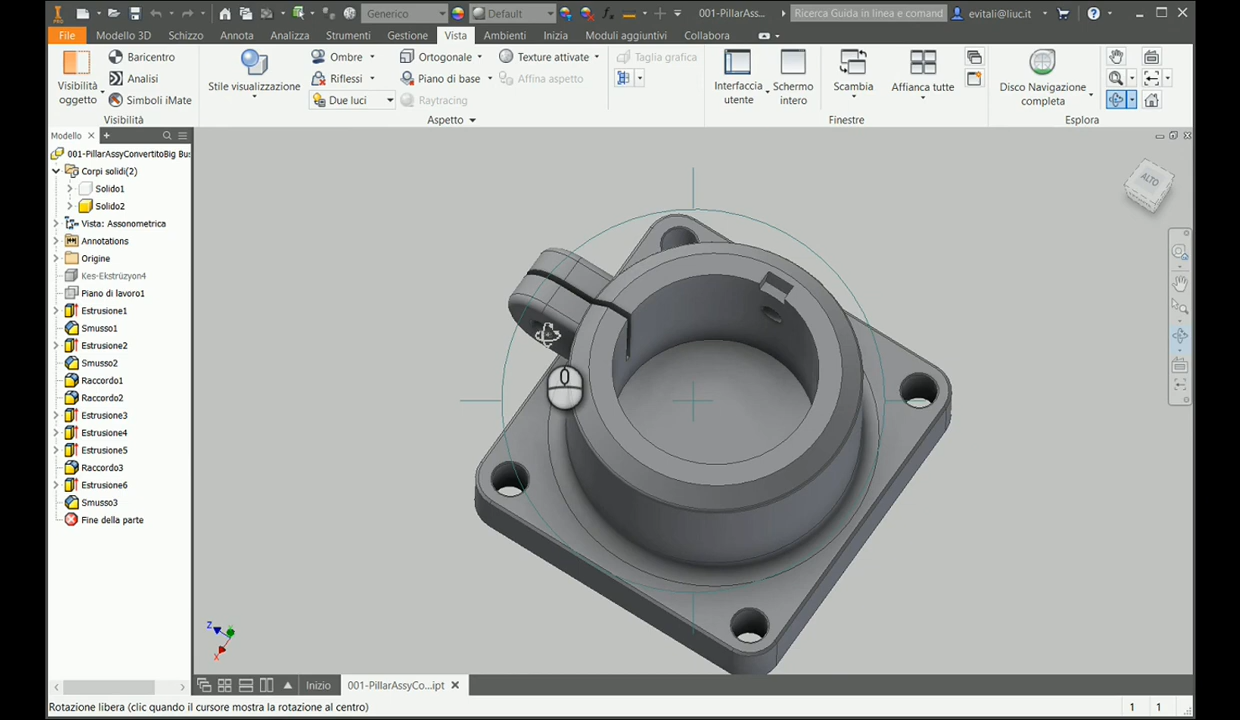 PRO
Generico
Default
001-PillarAss...
Ricerca Guida in linea e comand
evitali@liuc.it
File
Modello 3D
Schizzo
Annota
Analizza
Strumenti
Gestione
Vista
Ambienti
Inizia
Moduli aggiuntivi
Collabora
Visibilità oggetto
Baricentro
Analisi
Simboli iMate
Visibilità
Stile visualizzazione
Ombre
Riflessi
Due luci
Ortogonale
Piano di base
Raytracing
Texture attivate
Affina aspetto
Aspetto
Taglia grafica
Interfaccia utente
Schermo intero
Scambia
Affianca tutte
Finestre
Disco Navigazione completa
Esplora
Modello
001-PillarAssyConvertitoBig Bus
Corpi solidi(2)
Solido1
Solido2
Vista: Assonometrica
Annotations
Origine
Kes-Ekstrüzyon4
Piano di lavoro1
Estrusione1
Smusso1
Estrusione2
Smusso2
Raccordo1
Raccordo2
Estrusione3
Estrusione4
Estrusione5
Raccordo3
Estrusione6
Smusso3
Fine della parte
ALTO
Z
Y
X
Inizio
001-PillarAssyCo...ipt
Rotazione libera (clic quando il cursore mostra la rotazione al centro)
1
1